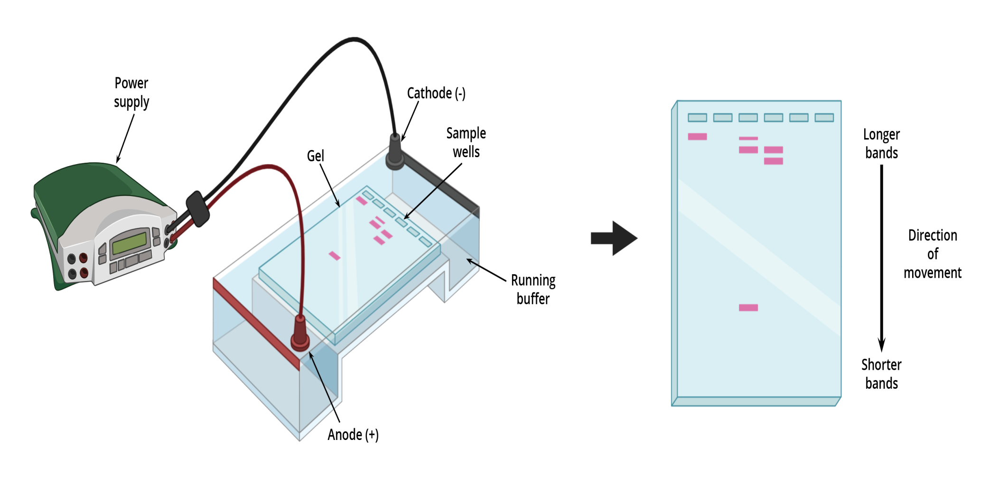 Power
supply
Cathode (-)
Sample
wells
Gel
Running
buffer
Anode (+)
Longer
bands
Direction
of
movement
Shorter
bands